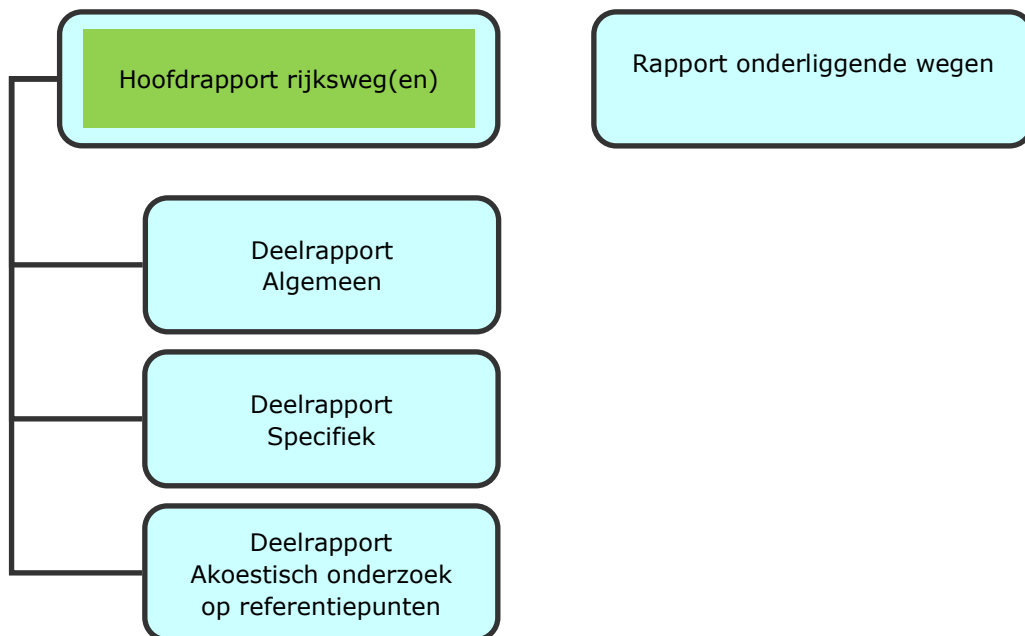 Hoofdrapport rijksweg(en)
Rapport onderliggende wegen
Deelrapport
Algemeen
Deelrapport
Specifiek
Deelrapport
Akoestisch onderzoek
op referentiepunten